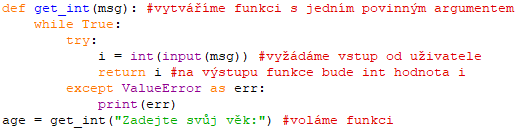 def get_int(msg): #vytváříme funkci s jedním povinným argumentem
    while True:
        try:
            i = int(input(msg)) #vyžádáme vstup od uživatele
            return i #na výstupu funkce bude int hodnota i
        except ValueError as err:
            print(err)
age = get_int("Zadejte svůj věk:") #voláme funkci